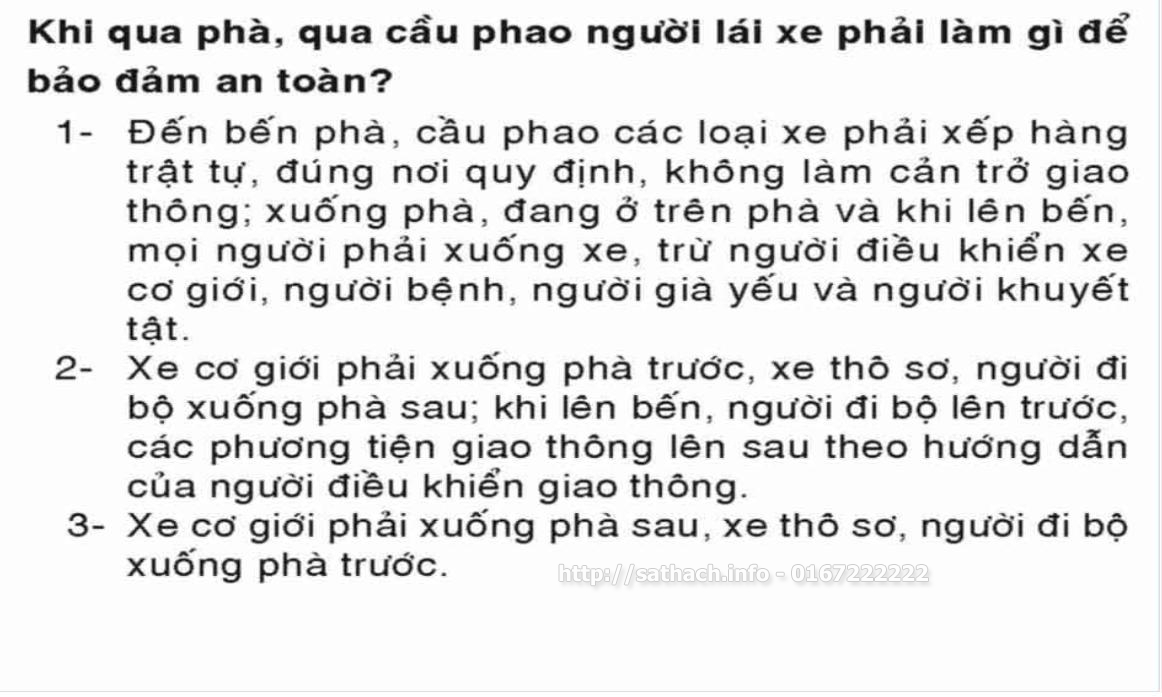 Khi qua phà, qua cầu phao người lái xe phải làm gì để
bảo đảm an toàn?
1- Đến bến phà, cầu phao các loại xe phải xếp hàng
trật tự, đúng nơi quy định, không làm cản trở giao
thông; xuống phà, đang ở trên phà và khi lên bến,
mọi người phải xuống xe, trừ người điều khiển xe
cơ giới, người bệnh, người già yếu và người khuyết
tật.
2- Xe cơ giới phải xuống phà trước, xe thô sơ, người đi
bộ xuống phà sau; khi lên bến, người đi bộ lên trước,
các phương tiện giao thông lên sau theo hướng dẫn
của người điều khiển giao thông.
3- Xe cơ giới phải xuống phà sau, xe thô sơ, người đi bộ
xuống phà trước.
http://sathach.info - 0167222222